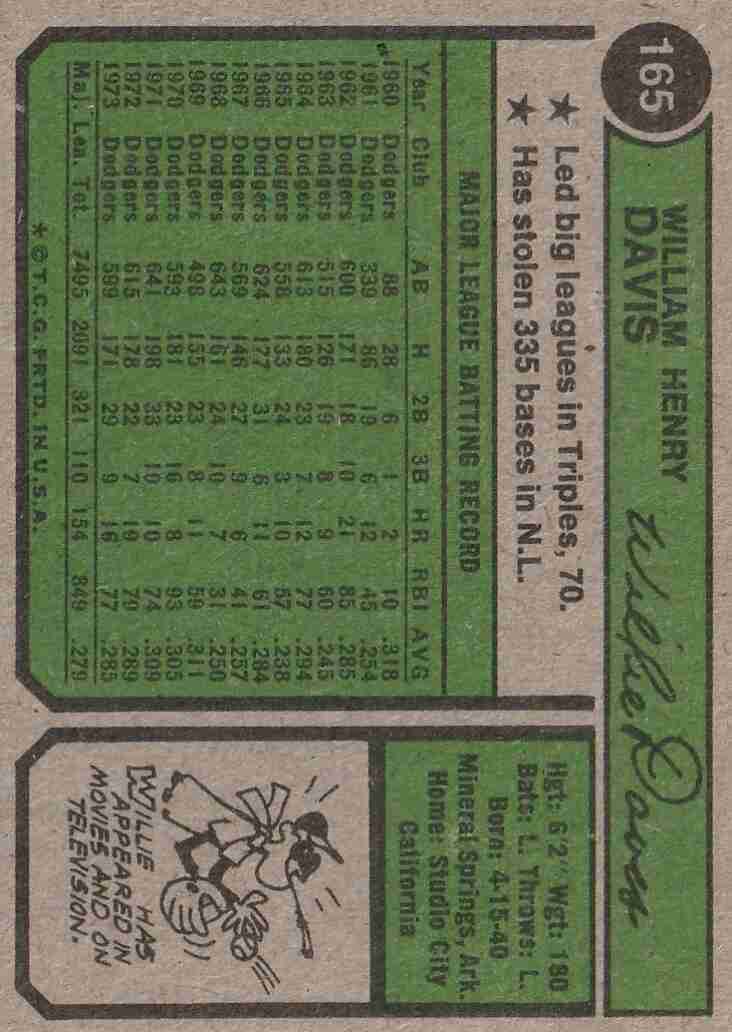 165
WILLIAM HENRY
DAVIS
Willie Davis
★ Led big leagues in Triples, 70.
★ Has stolen 335 bases in N.L.
MAJOR LEAGUE BATTING RECORD
Year Club AB H 2B 3B HR RBI AVG
1960 Dodgers 88 28 6 1 2 10 .318
1961 Dodgers 339 86 19 6 12 45 .254
1962 Dodgers 600 171 18 10 21 85 .285
1963 Dodgers 515 126 19 8 9 60 .245
1964 Dodgers 613 180 23 7 12 77 .294
1965 Dodgers 558 133 24 3 10 57 .238
1966 Dodgers 624 177 31 6 11 61 .284
1967 Dodgers 569 146 27 9 6 41 .257
1968 Dodgers 643 161 24 10 7 31 .250
1969 Dodgers 498 155 23 8 11 59 .311
1970 Dodgers 593 181 23 16 8 93 .305
1971 Dodgers 641 198 33 10 10 74 .309
1972 Dodgers 615 178 22 7 19 79 .289
1973 Dodgers 599 171 29 9 16 77 .285
Maj. Lea. Tot. 7495 2091 321 110 154 849 .279
* © T.C.G. PRTD. IN U.S.A.
Hgt: 6'2" Wgt: 180
Bats: L. Throws: L.
Born: 4-15-40
Mineral Springs, Ark.
Home: Studio City
California
WILLIE HAS
APPEARED IN
MOVIES AND ON
TELEVISION.